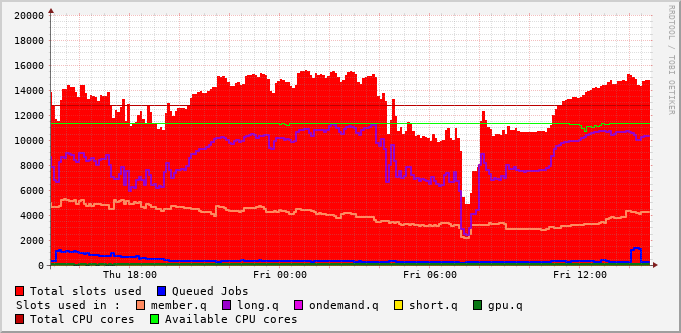 20000
18000
16000
14000
12000
10000
8000
6000
4000
2000
0
Thu 18:00 Fri 00:00 Fri 06:00 Fri 12:00
Total slots used Queued Jobs
Slots used in : member.q long.q ondemand.q short.q gpu.q
Total CPU cores Available CPU cores
RRDTOOL / TOBI OETIKER